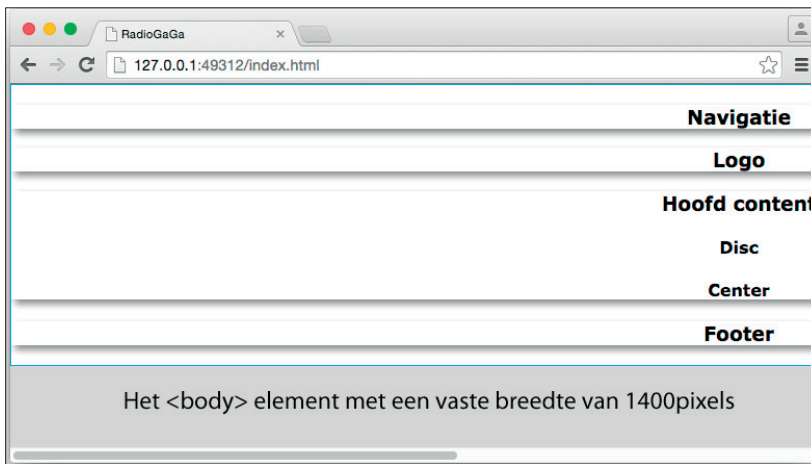 RadioGaGa
127.0.0.1:49312/index.html
Navigatie
Logo
Hoofd content
Disc
Center
Footer
Het <body> element met een vaste breedte van 1400pixels